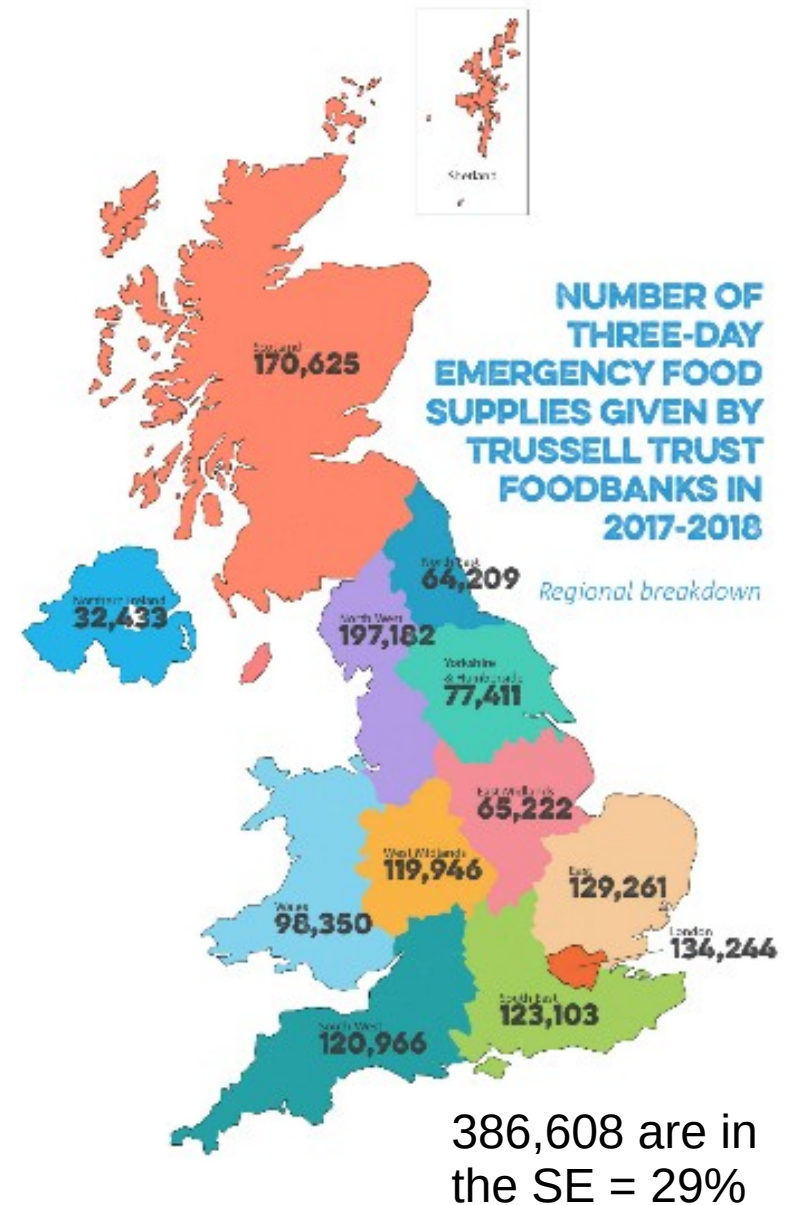 Shetland
NUMBER OF
THREE-DAY
EMERGENCY FOOD
SUPPLIES GIVEN BY
TRUSSELL TRUST
FOODBANKS IN
2017-2018
Regional breakdown
Scotland
170,625
North East
64,209
Northern Ireland
32,433
North West
197,182
Yorkshire
& Humberside
77,411
East Midlands
65,222
West Midlands
119,946
East
129,261
Wales
98,350
London
134,244
South East
123,103
South West
120,966
386,608 are in
the SE = 29%